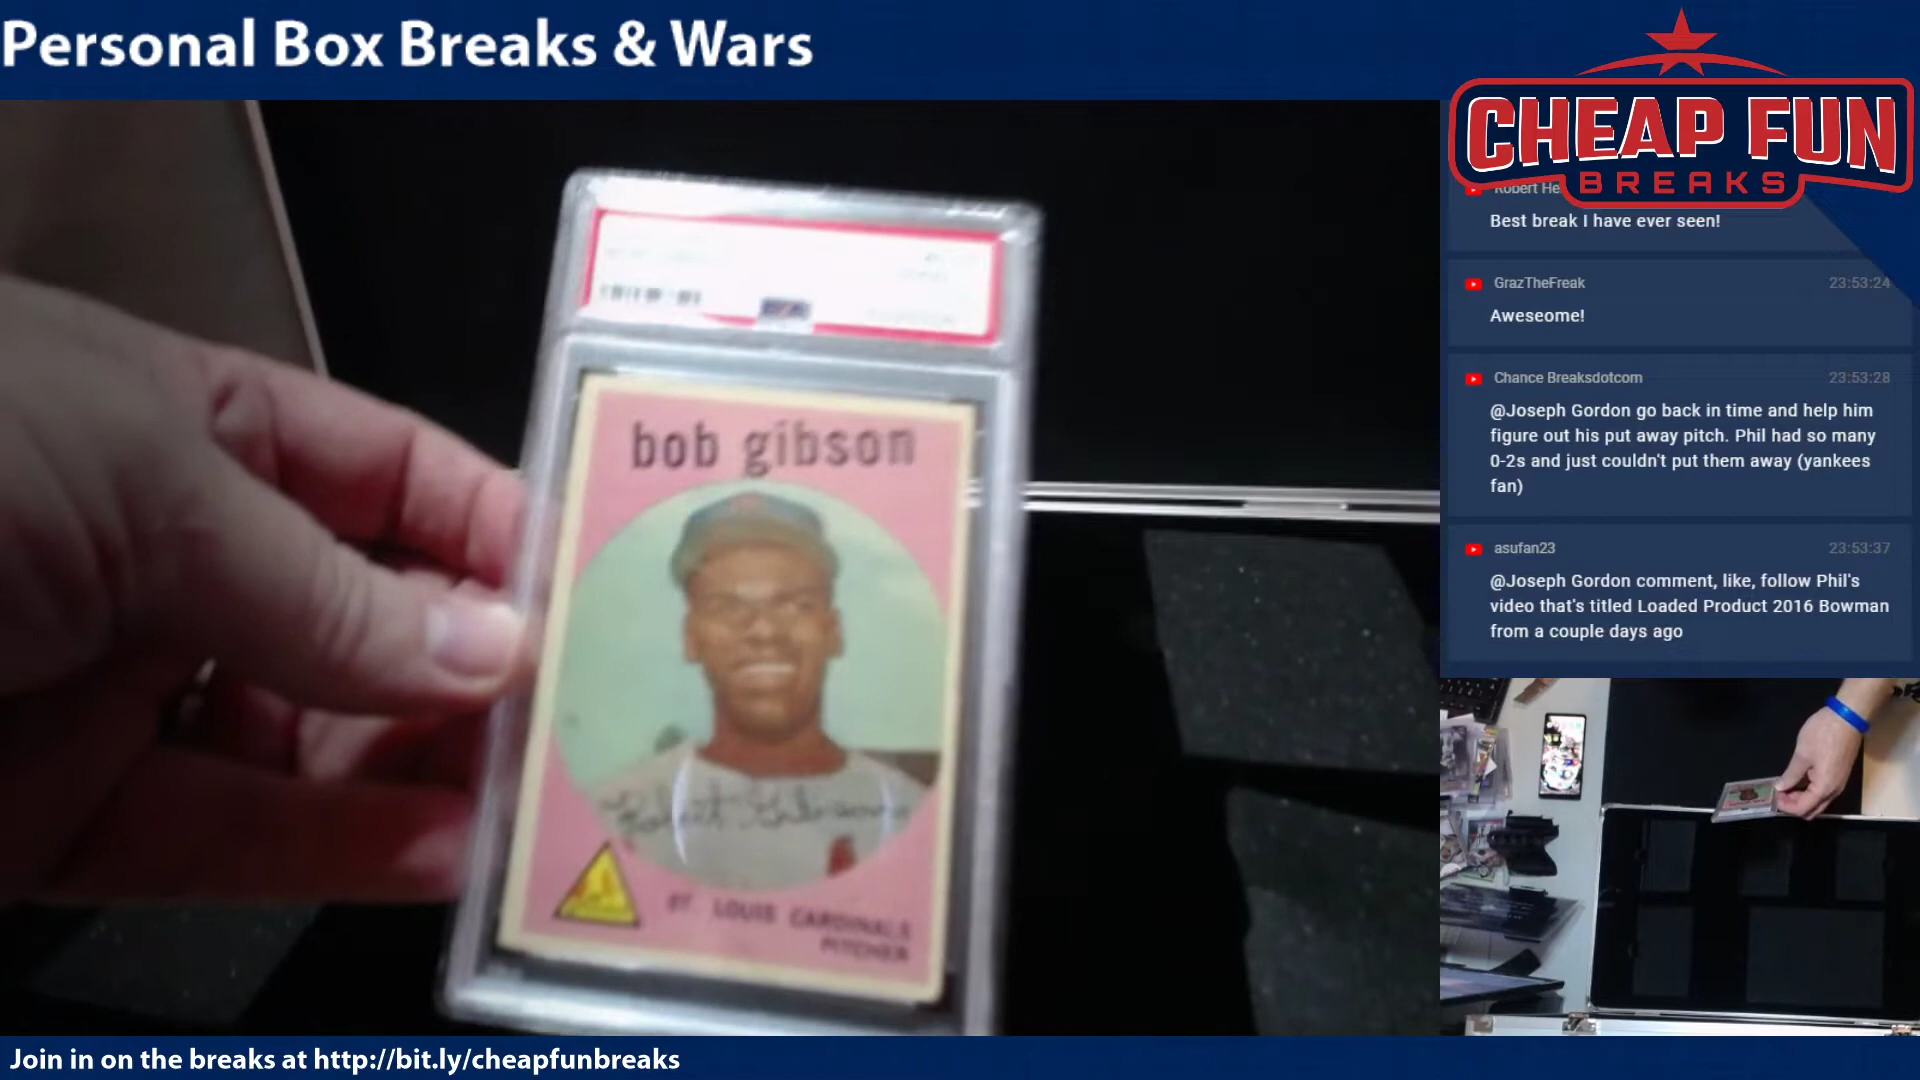 Personal Box Breaks & Wars
CHEAP FUN
BREAKS
bob gibson
Robert Gibson
ST. LOUIS CARDINALS
PITCHER
Robert He
Best break I have ever seen!
GrazTheFreak 23:53:24
Aweseome!
Chance Breaksdotcom 23:53:28
@Joseph Gordon go back in time and help him
figure out his put away pitch. Phil had so many
0-2s and just couldn't put them away (yankees
fan)
asufan23 23:53:37
@Joseph Gordon comment, like, follow Phil's
video that's titled Loaded Product 2016 Bowman
from a couple days ago
Join in on the breaks at http://bit.ly/cheapfunbreaks